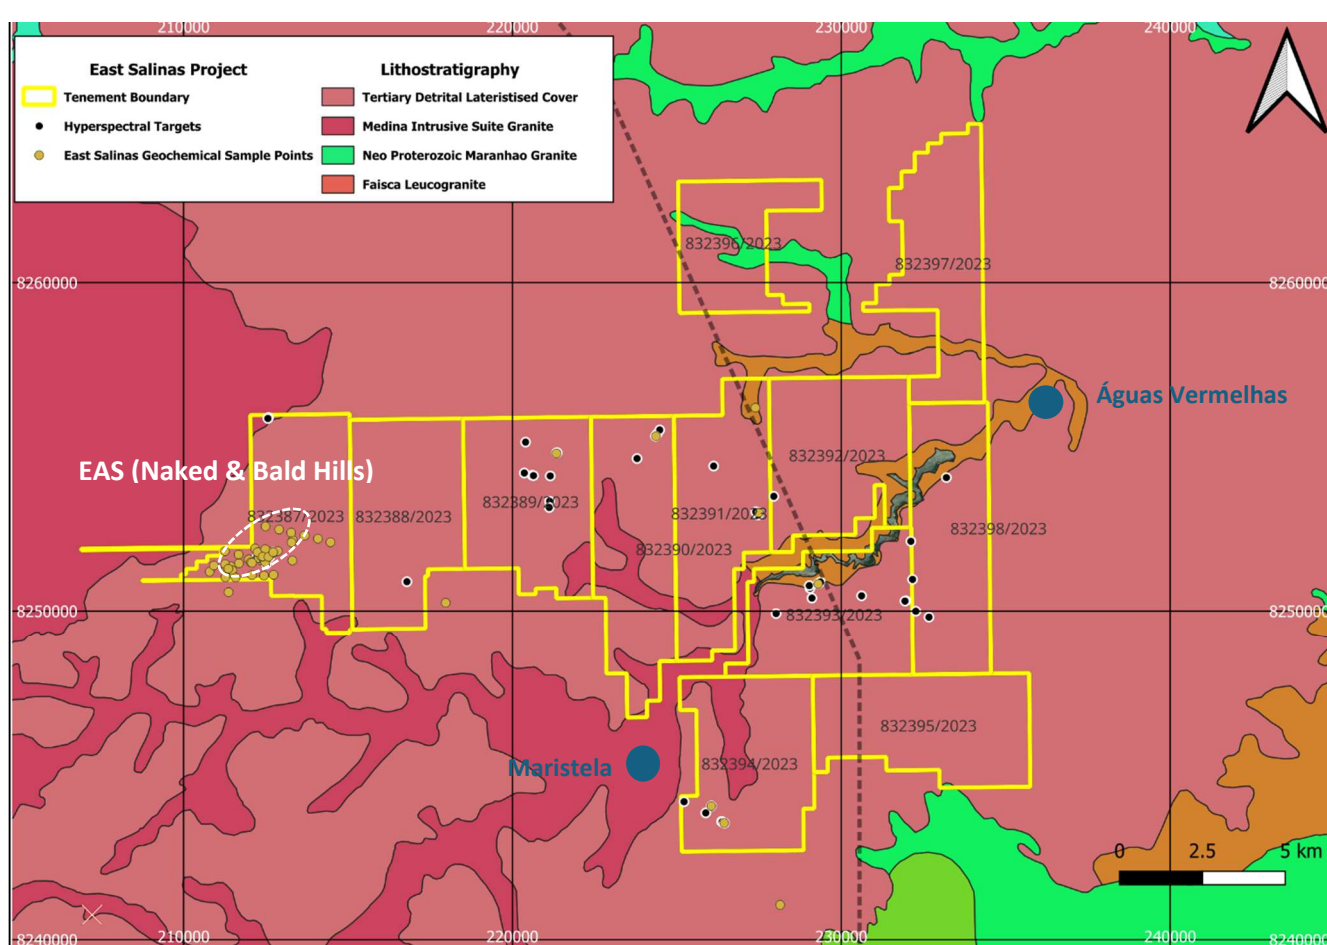 210000 220000 230000 240000
East Salinas Project
Tenement Boundary
Hyperspectral Targets
East Salinas Geochemical Sample Points
Lithostratigraphy
Tertiary Detrital Lateristised Cover
Medina Intrusive Suite Granite
Neo Proterozoic Maranhao Granite
Faisca Leucogranite
832396/2023
832397/2023
8260000 8260000
Águas Vermelhas
EAS (Naked & Bald Hills)
832392/2023
832389/2023
832387/2023 832388/2023
832391/2023
832398/2023
832390/2023
8250000 8250000
832393/2023
832395/2023
Maristela
832394/2023
0 2.5 5 km
210000 220000 230000 240000
8240000 8240000